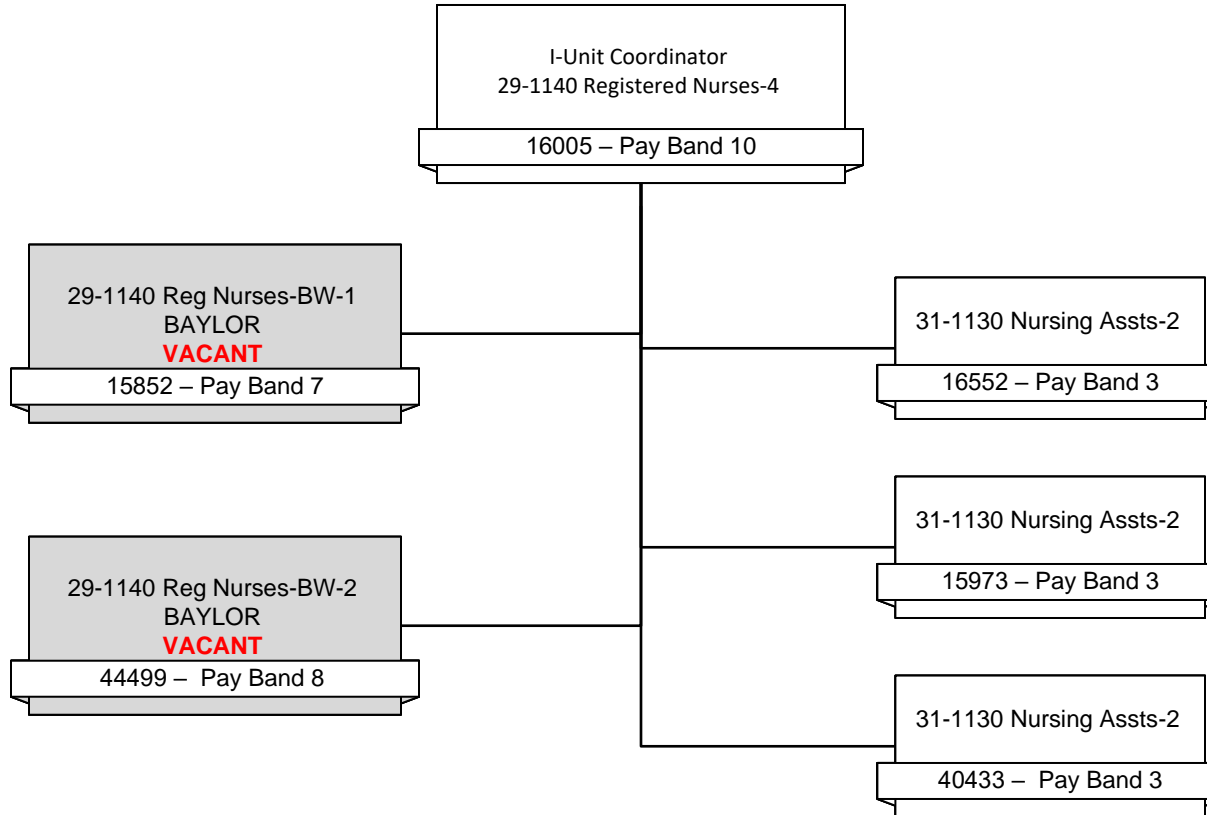 I-Unit Coordinator
29-1140 Registered Nurses-4
16005 – Pay Band 10
29-1140 Reg Nurses-BW-1
BAYLOR
VACANT
15852 – Pay Band 7
31-1130 Nursing Assts-2
16552 – Pay Band 3
31-1130 Nursing Assts-2
15973 – Pay Band 3
29-1140 Reg Nurses-BW-2
BAYLOR
VACANT
44499 –  Pay Band 8
31-1130 Nursing Assts-2
40433 –  Pay Band 3